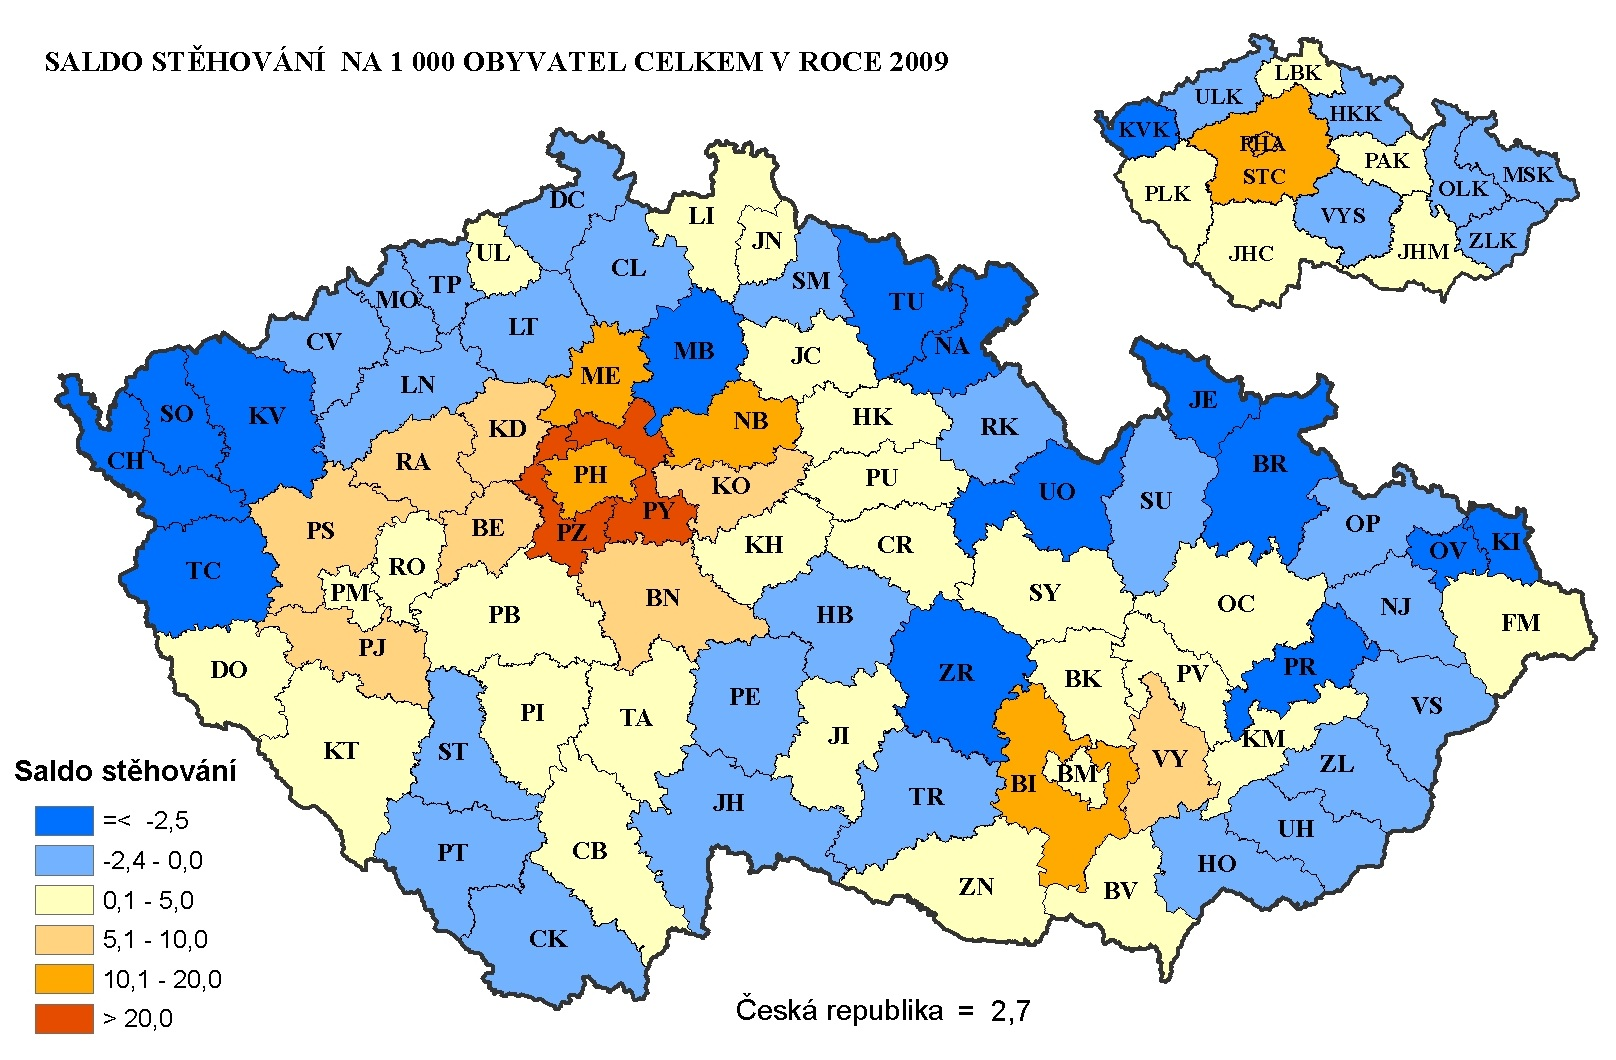 SALDO STĚHOVÁNÍ NA 1 000 OBYVATEL CELKEM V ROCE 2009
LBK
ULK
HKK
KVK
PHA
PAK
STC
MSK
OLK
PLK
VYS
ZLK
JHC
JHM
DC
LI
JN
UL
CL
SM
TP
MO
TU
LT
CV
NA
MB
JC
ME
LN
JE
SO
KV
NB
HK
RK
KD
CH
RA
BR
PH
KO
PU
UO
SU
PY
PS
BE
PZ
OP
KH
CR
OV
KI
TC
RO
PM
BN
SY
OC
NJ
PB
HB
FM
PJ
DO
ZR
PR
BK
PV
PE
VS
PI
TA
JI
KM
KT
ST
VY
ZL
BM
BI
JH
TR
UH
PT
CB
HO
ZN
BV
CK
Saldo stěhování
=< -2,5
-2,4 - 0,0
0,1 - 5,0
5,1 - 10,0
10,1 - 20,0
> 20,0
Česká republika = 2,7